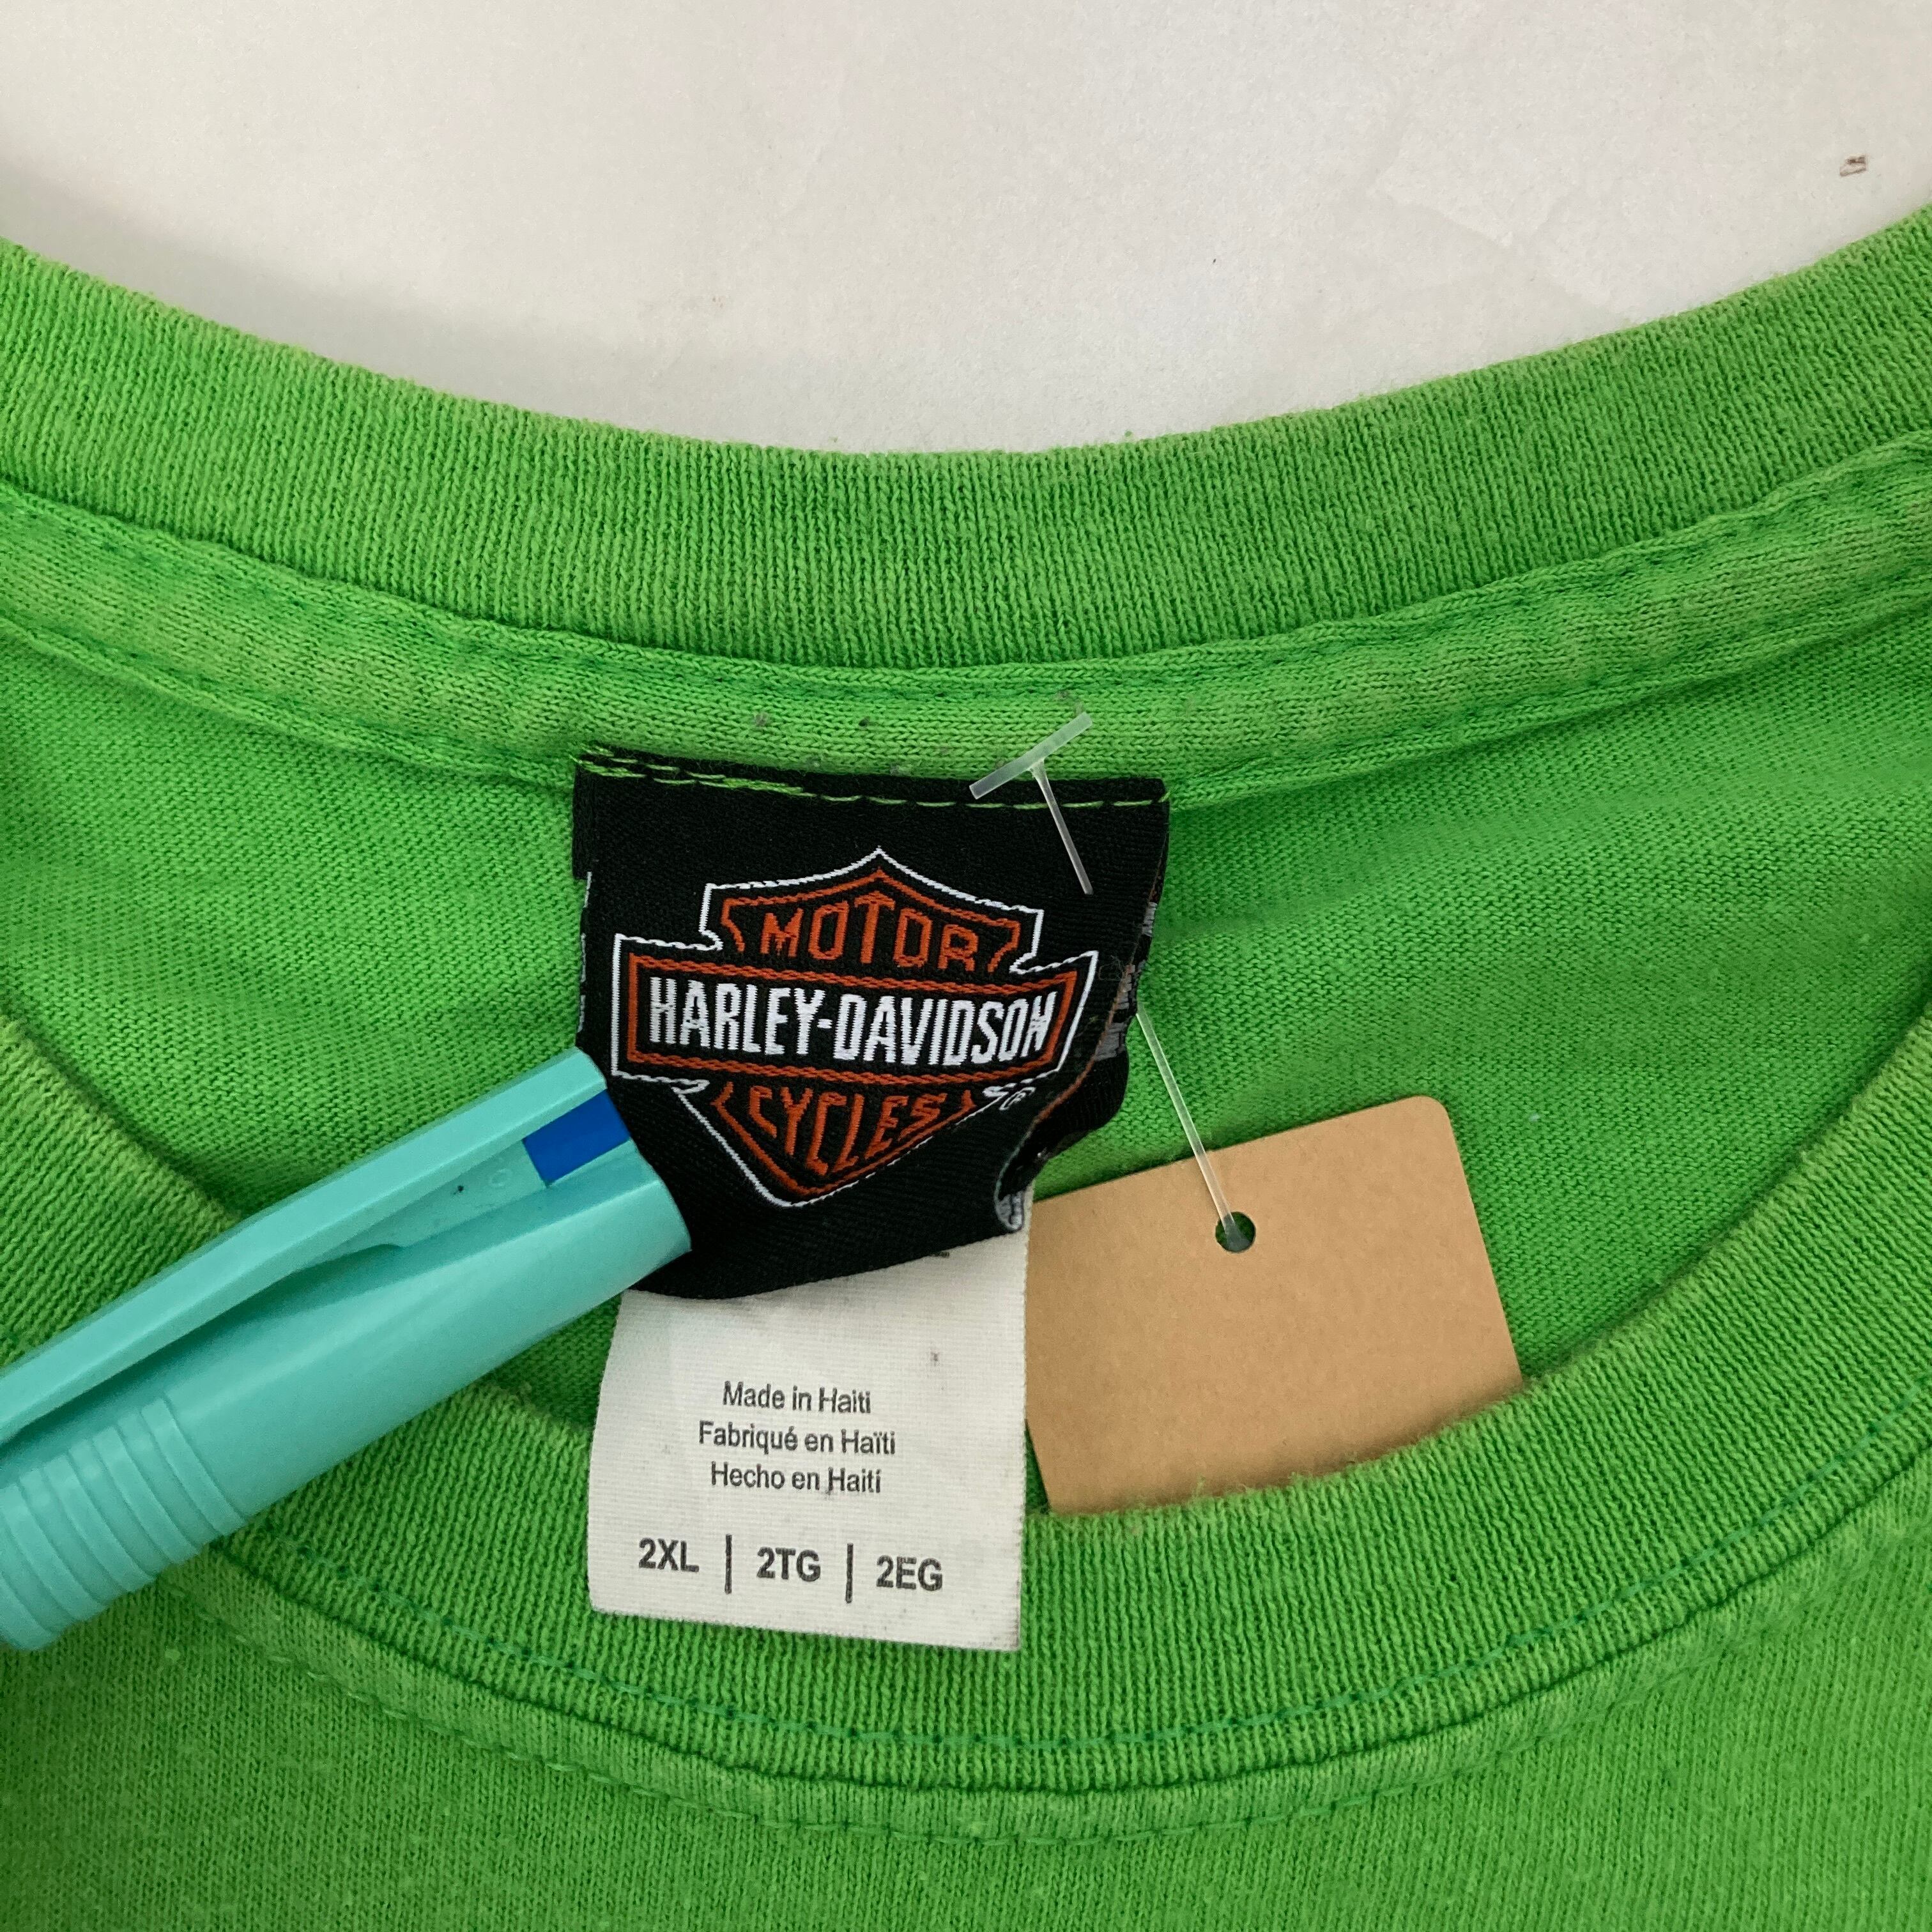 MOTOR
HARLEY-DAVIDSON
CYCLES
®
Made in Haiti
Fabriqué en Haïti
Hecho en Haití
2XL | 2TG | 2EG